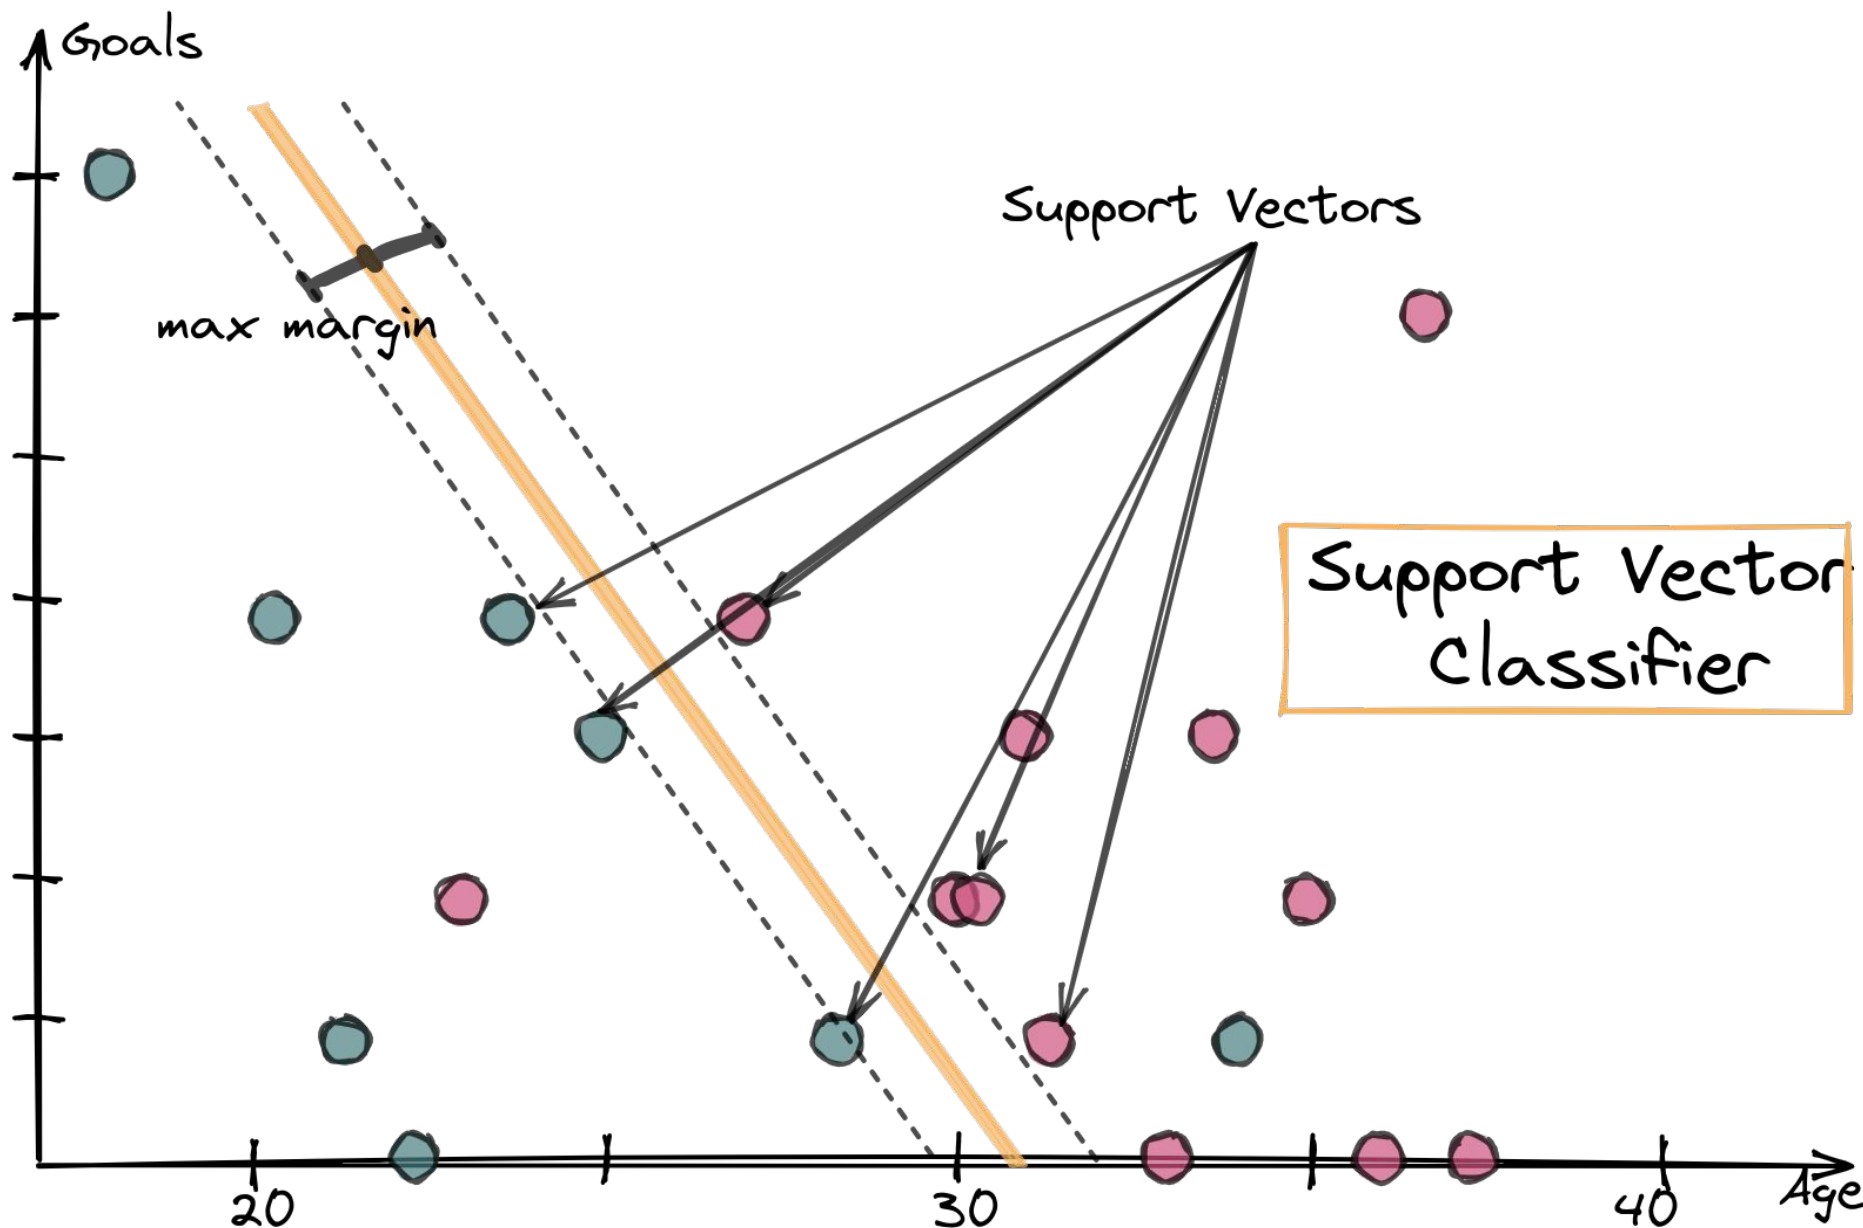 Goals
Support Vectors
max margin
Support Vector
Classifier
20
30
40
Age